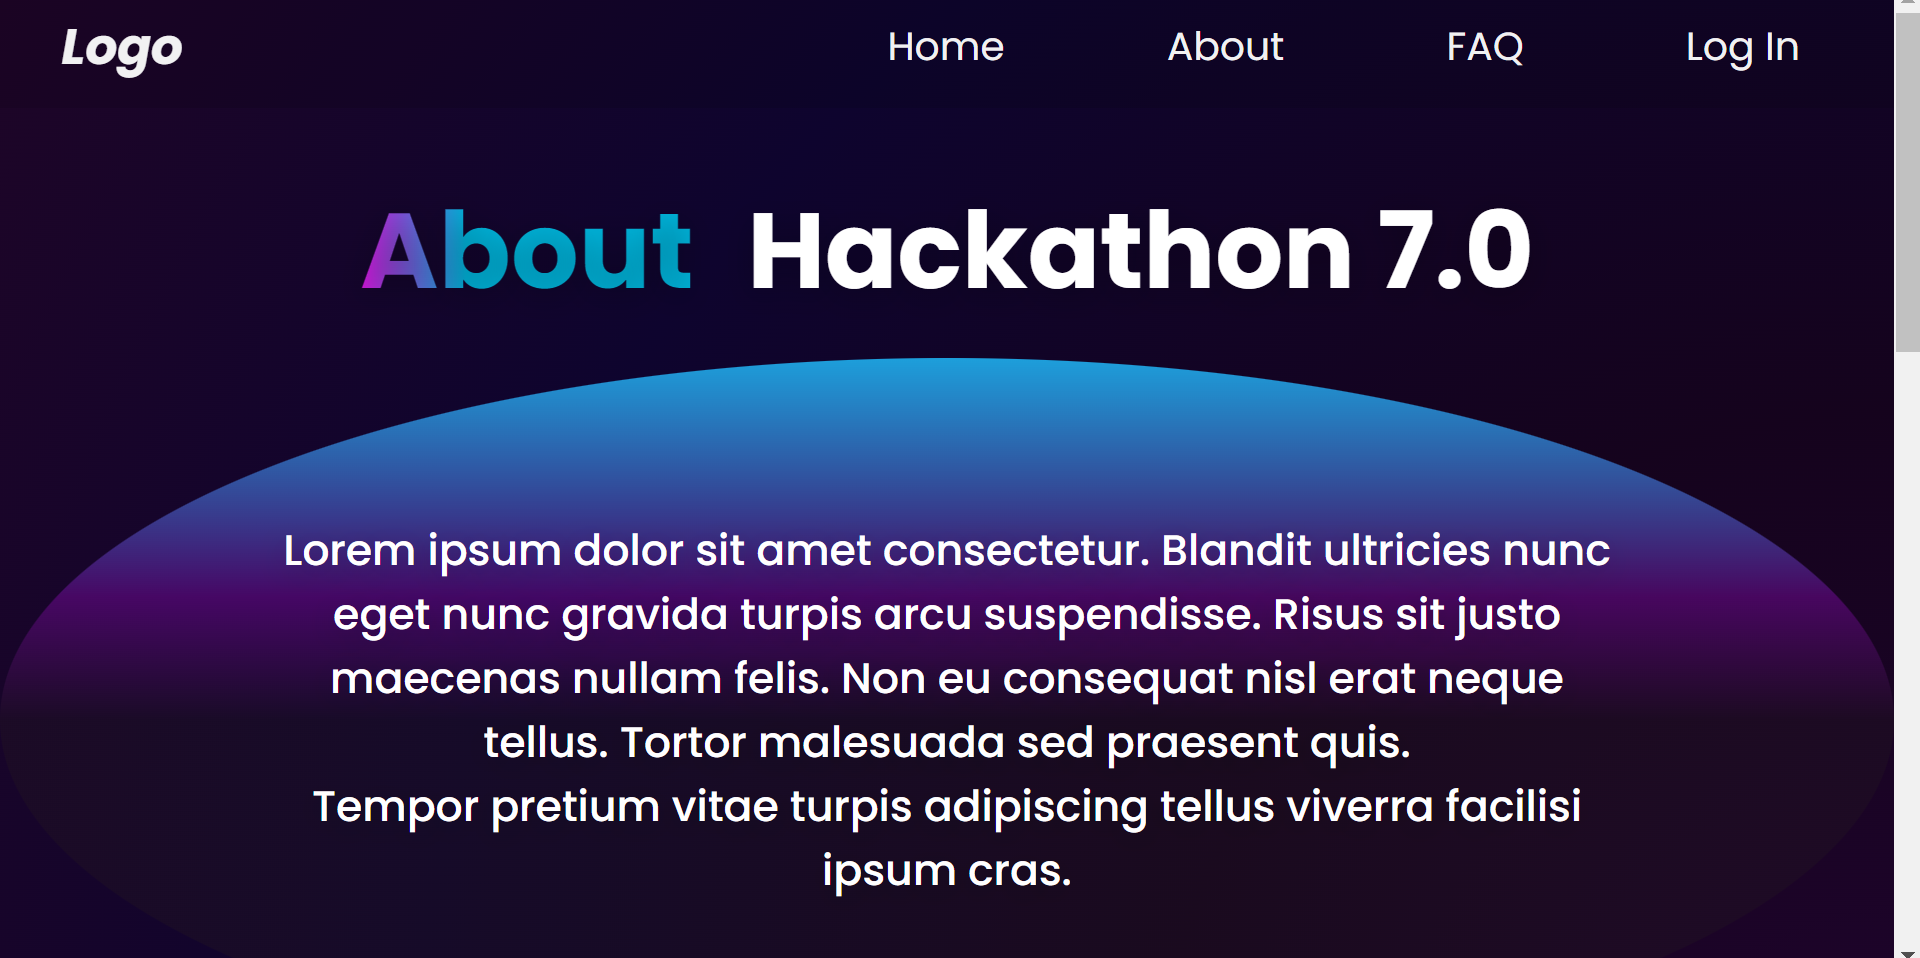 Logo
Home About FAQ Log In
About Hackathon 7.0
Lorem ipsum dolor sit amet consectetur. Blandit ultricies nunc
eget nunc gravida turpis arcu suspendisse. Risus sit justo
maecenas nullam felis. Non eu consequat nisl erat neque
tellus. Tortor malesuada sed praesent quis.
Tempor pretium vitae turpis adipiscing tellus viverra facilisi
ipsum cras.